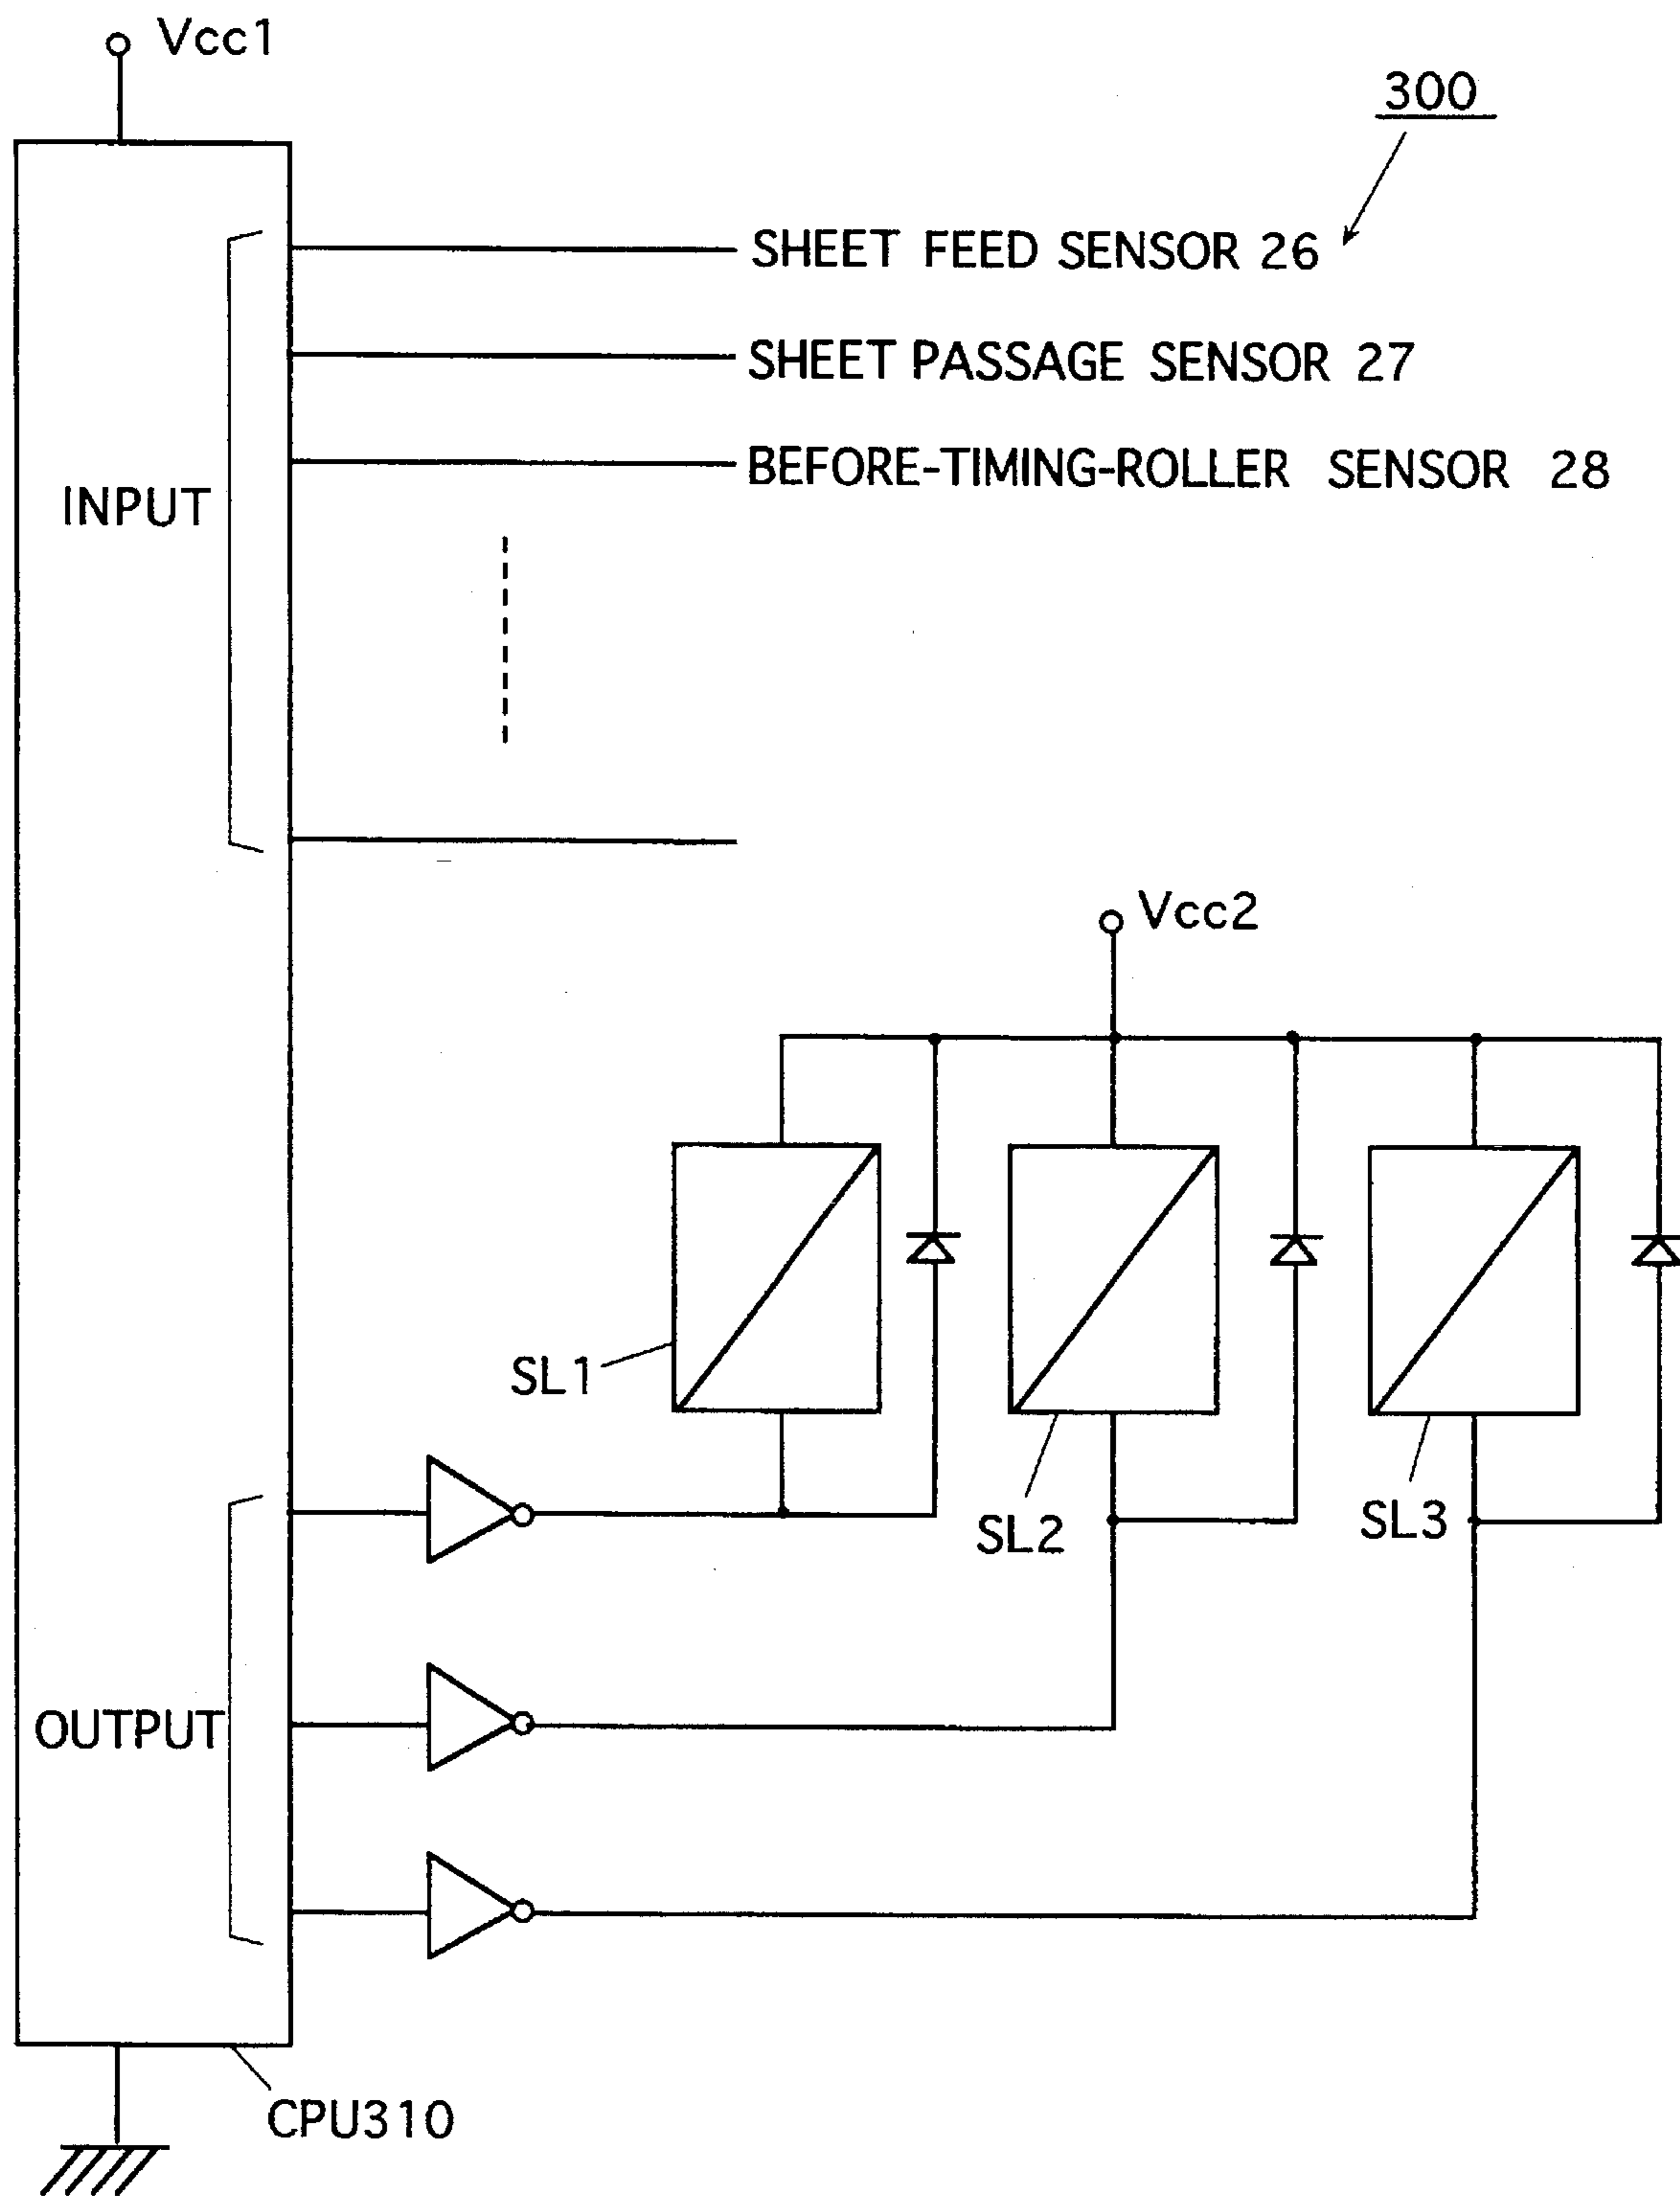 Vcc1
300
SHEET FEED SENSOR 26
SHEET PASSAGE SENSOR 27
BEFORE-TIMING-ROLLER SENSOR 28
INPUT
Vcc2
SL1
SL2
SL3
OUTPUT
CPU310